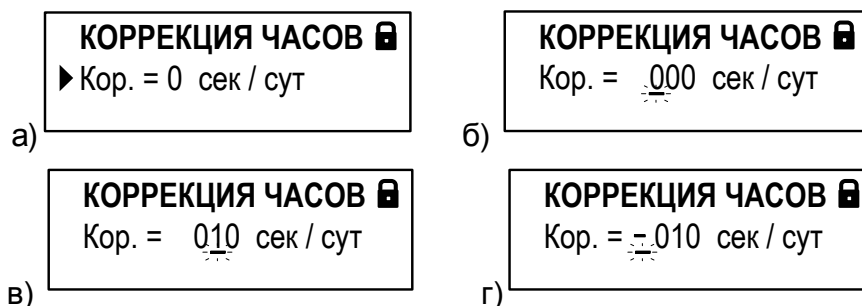 КОРРЕКЦИЯ ЧАСОВ
Кор. = 0 сек / сут
а)
КОРРЕКЦИЯ ЧАСОВ
Кор. = 000 сек / сут
б)
КОРРЕКЦИЯ ЧАСОВ
Кор. = 010 сек / сут
в)
КОРРЕКЦИЯ ЧАСОВ
Кор. = -010 сек / сут
г)